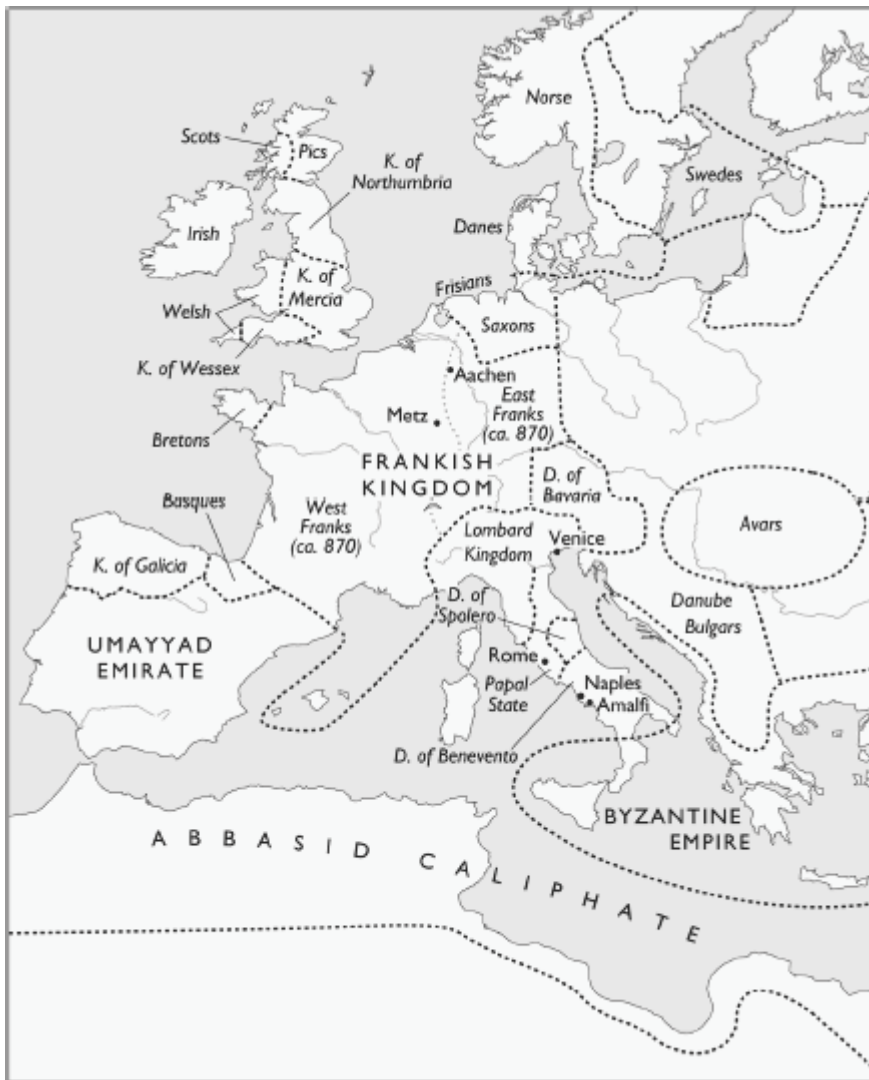 Norse
Scots
Pics
K. of
Northumbria
Swedes
Irish
Danes
K. of
Mercia
Frisians
Welsh
Saxons
K. of Wessex
Aachen
East
Franks
(ca. 870)
Metz
Bretons
FRANKISH
KINGDOM
D. of
Bavaria
Basques
West
Franks
(ca. 870)
Lombard
Kingdom
Venice
Avars
K. of Galicia
D. of
Spolero
Danube
Bulgars
UMAYYAD
EMIRATE
Rome
Papal
State
Naples
Amalfi
D. of Benevento
BYZANTINE
EMPIRE
ABBASID CALIPHATE